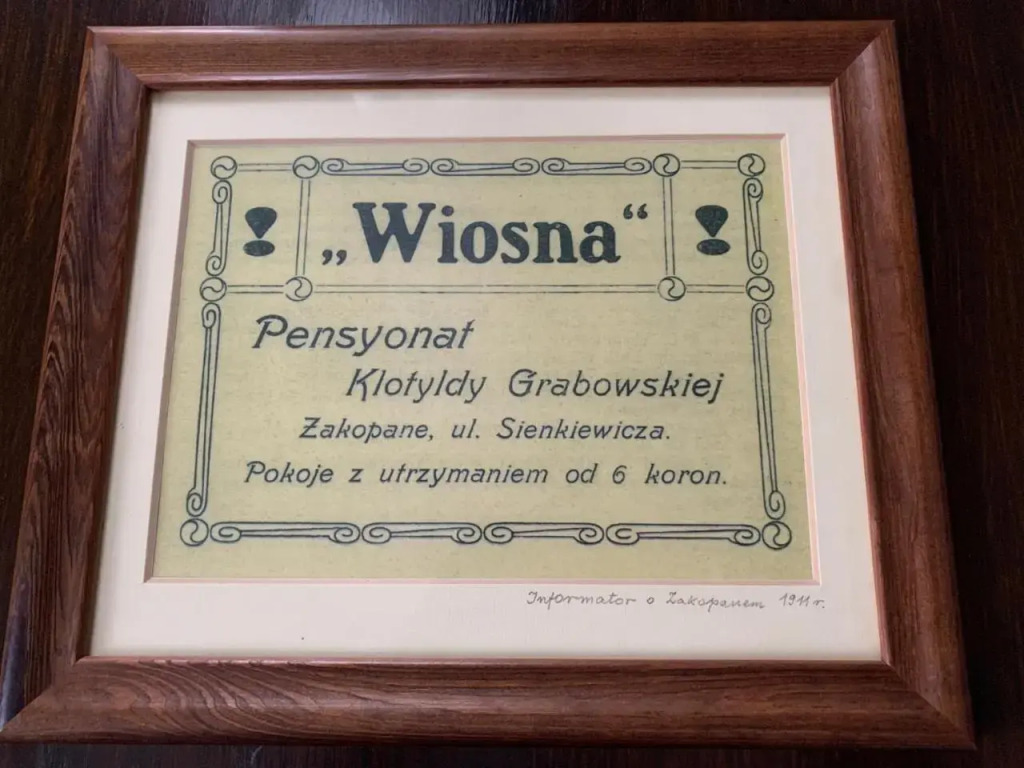 „Wiosna“
Pensyonat
Klotyldy Grabowskiej
Zakopane, ul. Sienkiewicza.
Pokoje z utrzymaniem od 6 koron.
Informator o Zakopanem 1911 r.